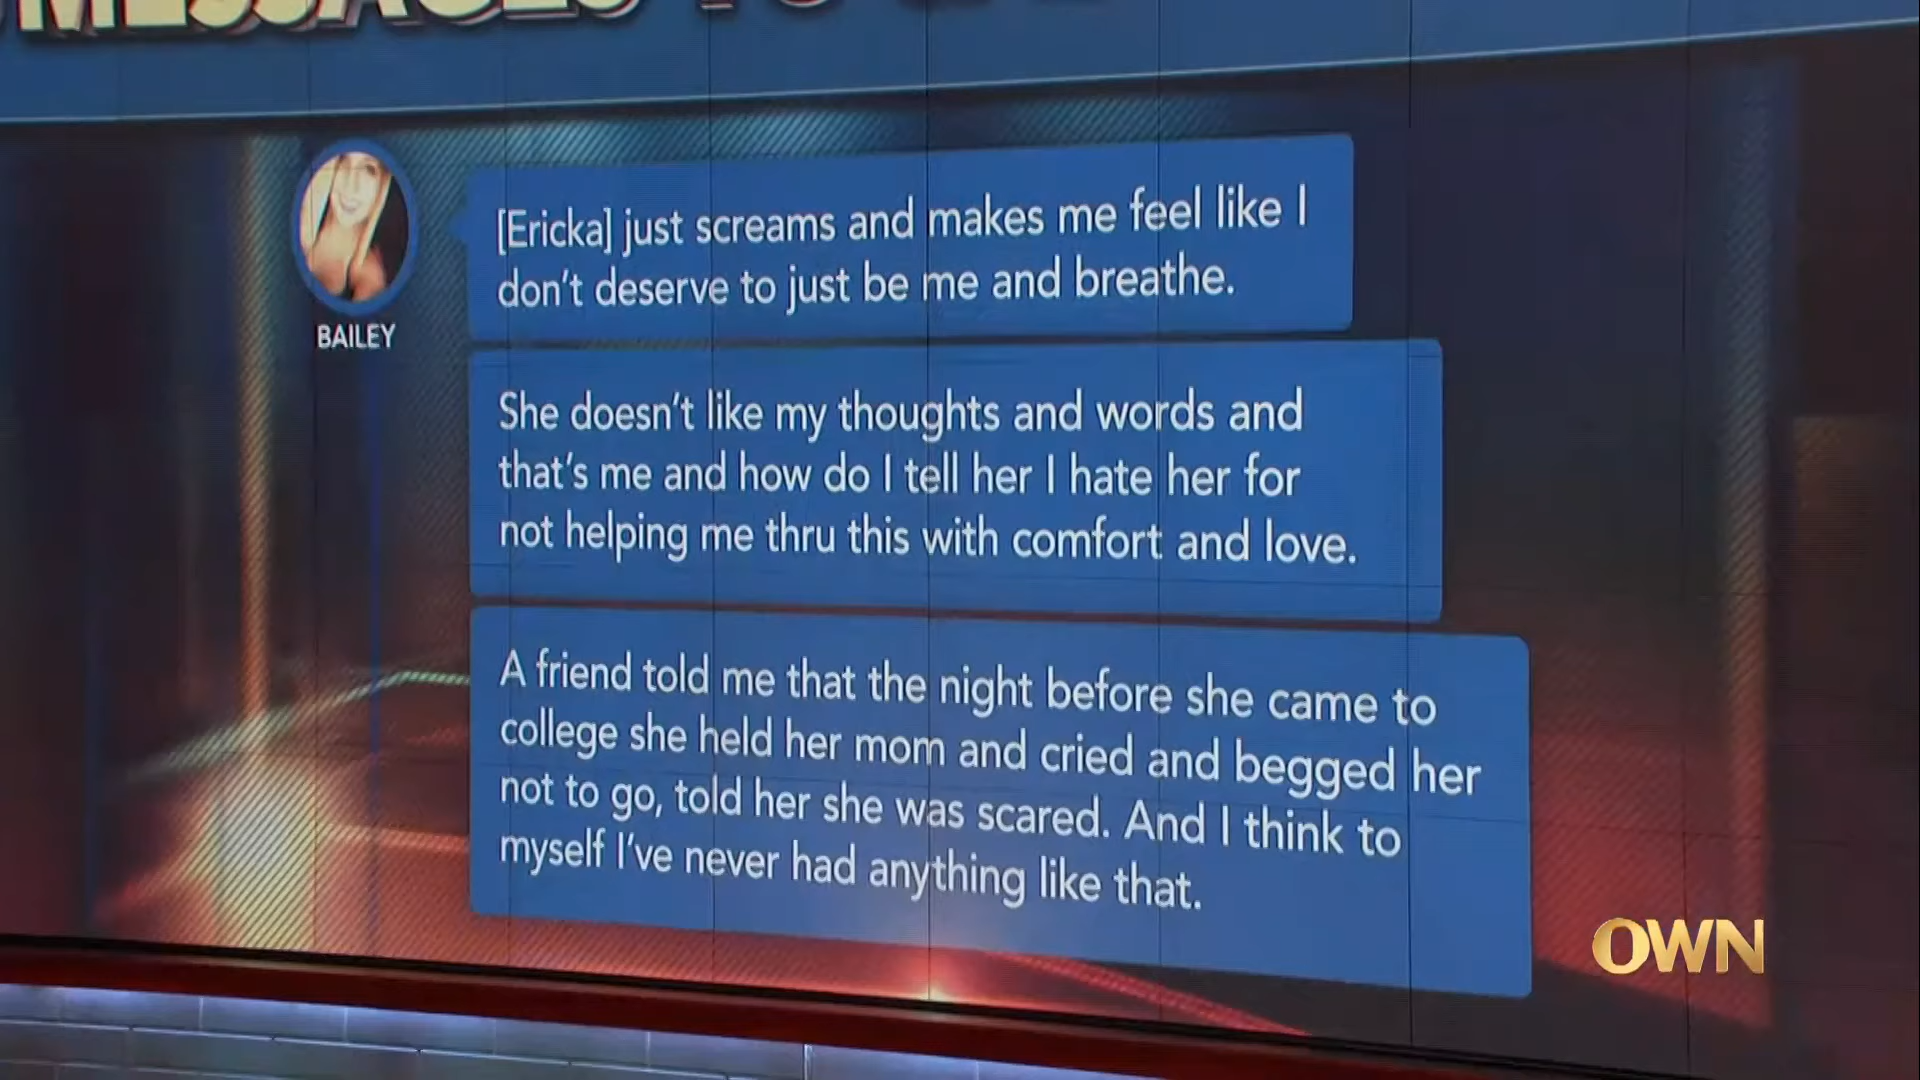 MESSAGES TO
BAILEY
[Ericka] just screams and makes me feel like I
don't deserve to just be me and breathe.
She doesn't like my thoughts and words and
that's me and how do I tell her I hate her for
not helping me thru this with comfort and love.
A friend told me that the night before she came to
college she held her mom and cried and begged her
not to go, told her she was scared. And I think to
myself I've never had anything like that.
OWN